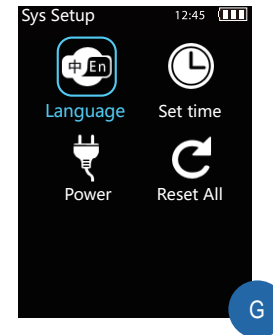 Sys Setup 12:45
中 En
Language Set time
Power Reset All
G